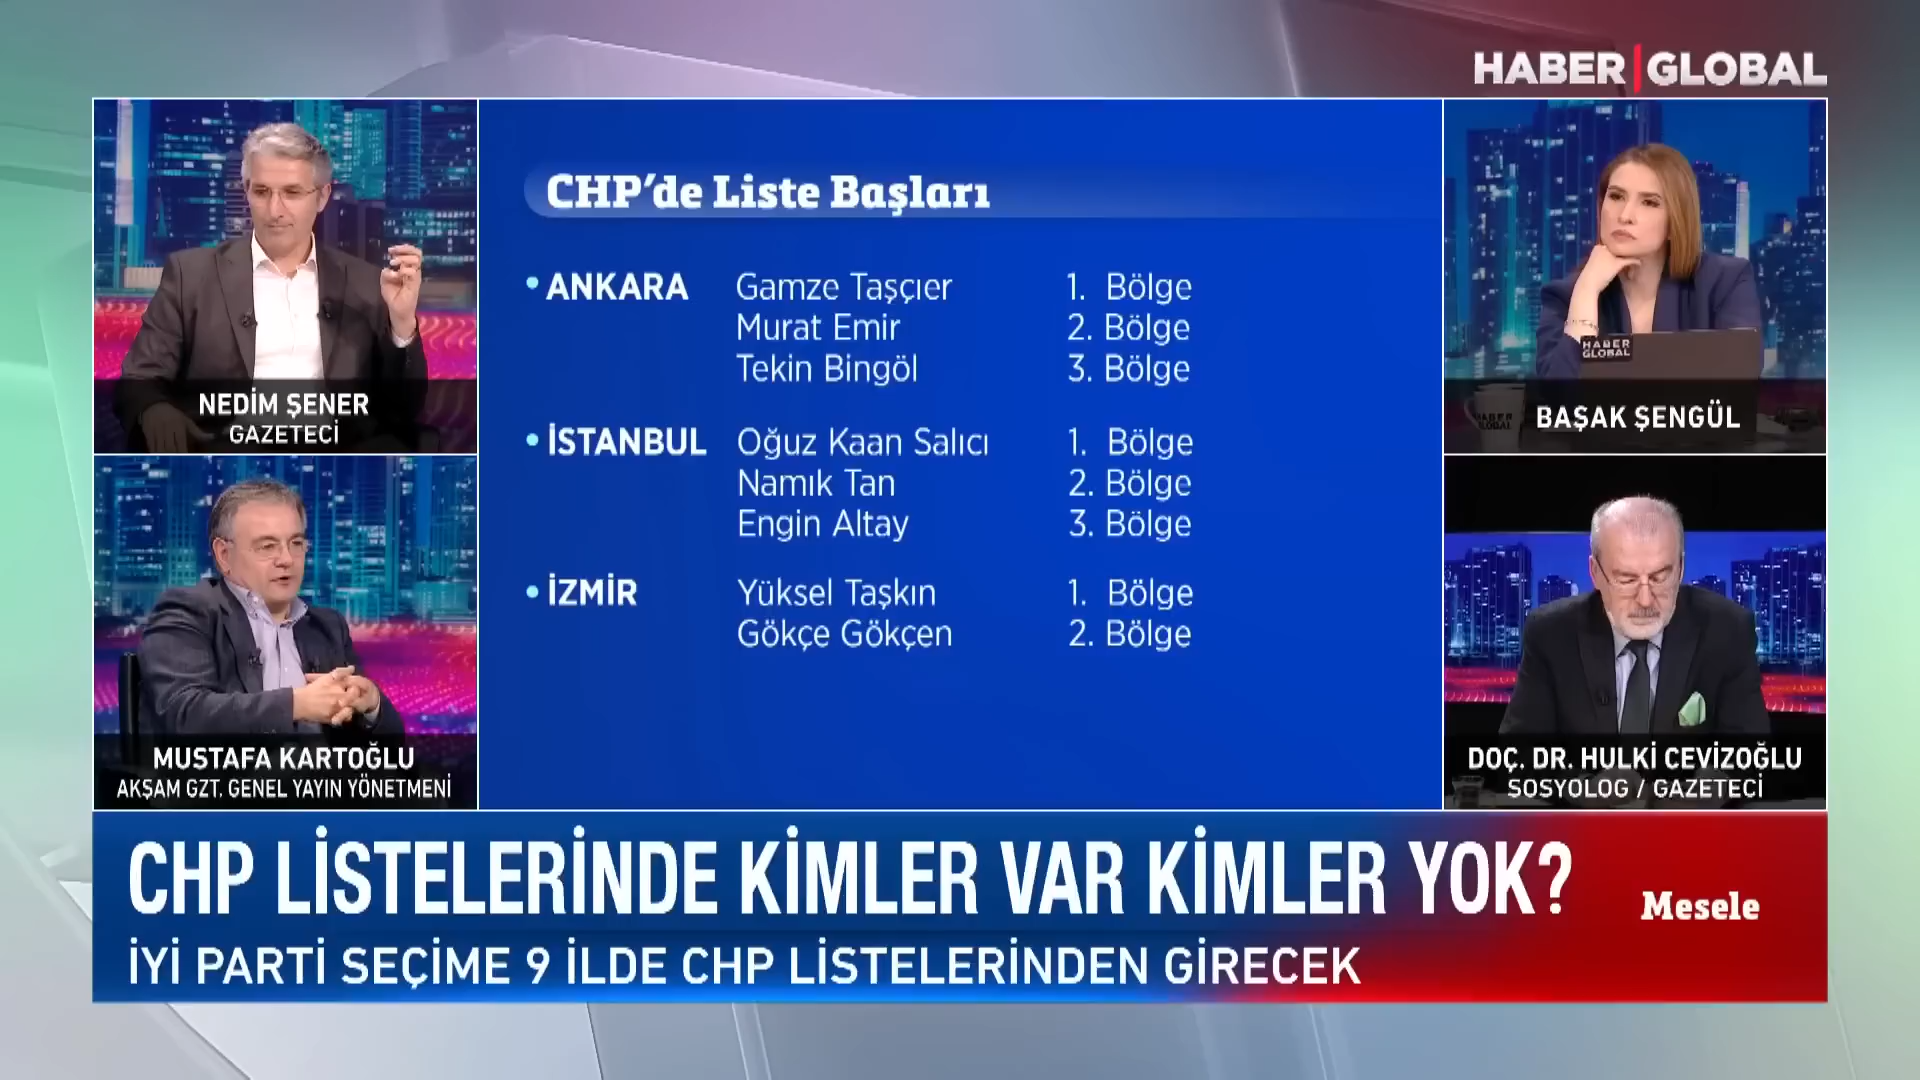 HABER GLOBAL
NEDİM ŞENER
GAZETECİ
MUSTAFA KARTOĞLU
AKŞAM GZT. GENEL YAYIN YÖNETMENİ
CHP'de Liste Başları
• ANKARA Gamze Taşçıer 1. Bölge
Murat Emir 2. Bölge
Tekin Bingöl 3. Bölge
• İSTANBUL Oğuz Kaan Salıcı 1. Bölge
Namık Tan 2. Bölge
Engin Altay 3. Bölge
• İZMİR Yüksel Taşkın 1. Bölge
Gökçe Gökçen 2. Bölge
HABER
GLOBAL
HABER
GLOBAL
BAŞAK ŞENGÜL
DOÇ. DR. HULKİ CEVİZOĞLU
SOSYOLOG / GAZETECİ
CHP LİSTELERİNDE KİMLER VAR KİMLER YOK?
İYİ PARTİ SEÇİME 9 İLDE CHP LİSTELERİNDEN GİRECEK
Mesele